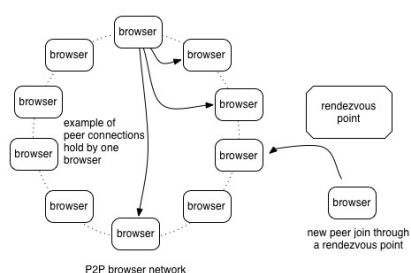 browser
browser
browser
browser
browser
rendezvous
point
example of
peer connections
hold by one
browser
browser
browser
browser
browser
browser
browser
new peer join through
a rendezvous point
P2P browser network